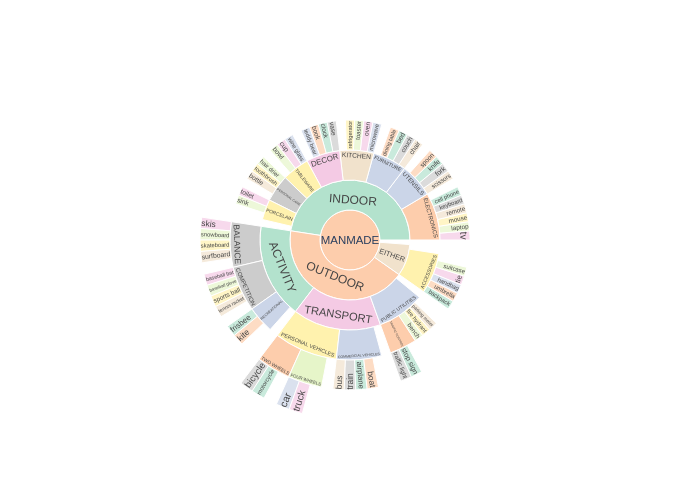 MANMADE
INDOOR
OUTDOOR
EITHER
ACTIVITY
TRANSPORT
ELECTRONICS
UTENSILS
FURNITURE
KITCHEN
DECOR
TABLEWARE
PERSONAL CARE
PORCELAIN
BALANCE
COMPETITION
PERSONAL VEHICLES
COMMERCIAL VEHICLES
PUBLIC UTILITIES
ACCESSORIES
TWO WHEELS
FOUR WHEELS
tv
laptop
mouse
remote
keyboard
cell phone
scissors
fork
knife
spoon
chair
couch
bed
dining table
microwave
oven
toaster
refrigerator
vase
clock
book
teddy bear
wine glass
cup
bowl
hair drier
toothbrush
bottle
toilet
sink
skis
snowboard
skateboard
surfboard
baseball bat
baseball glove
sports ball
tennis racket
frisbee
kite
bicycle
motorcycle
car
truck
bus
train
airplane
boat
traffic light
stop sign
bench
fire hydrant
parking meter
backpack
umbrella
handbag
tie
suitcase